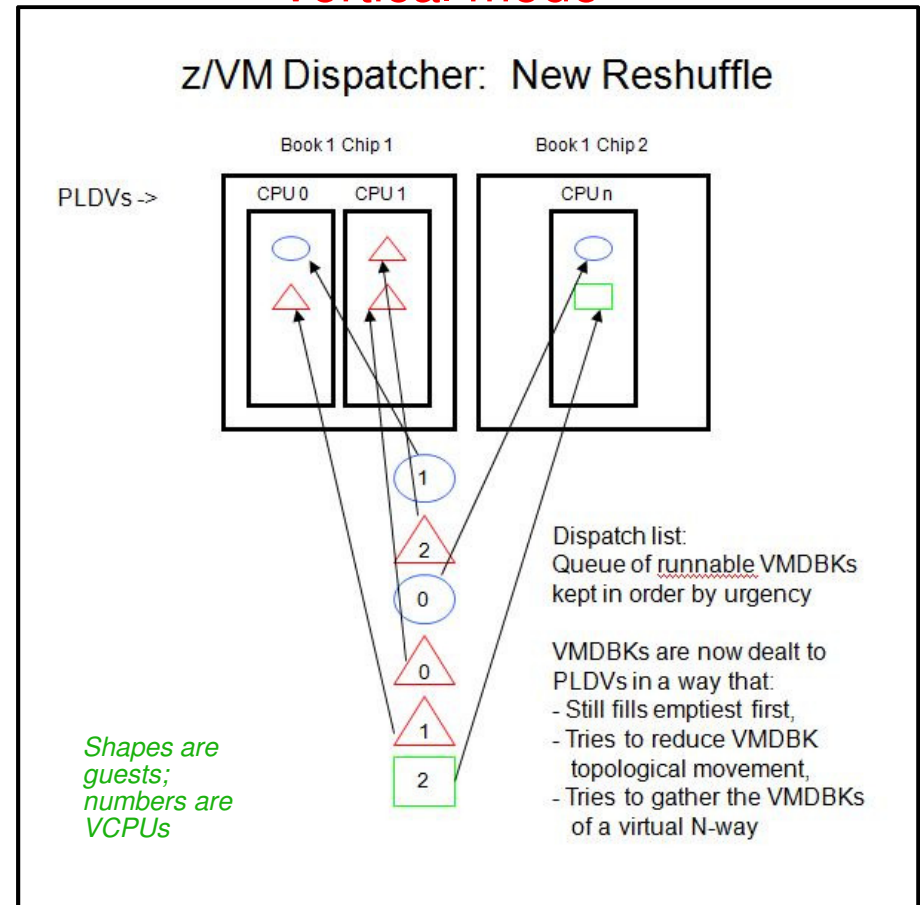 Vertical mode
z/VM Dispatcher: New Reshuffle
Book 1 Chip 1
Book 1 Chip 2
PLDVs ->
CPU 0
CPU 1
CPU n
1
2
0
0
1
2
Dispatch list:
Queue of runnable VMDBKs
kept in order by urgency
VMDBKs are now dealt to
PLDVs in a way that:
- Still fills emptiest first,
- Tries to reduce VMDBK
topological movement,
- Tries to gather the VMDBKs
of a virtual N-way
Shapes are
guests;
numbers are
VCPUs